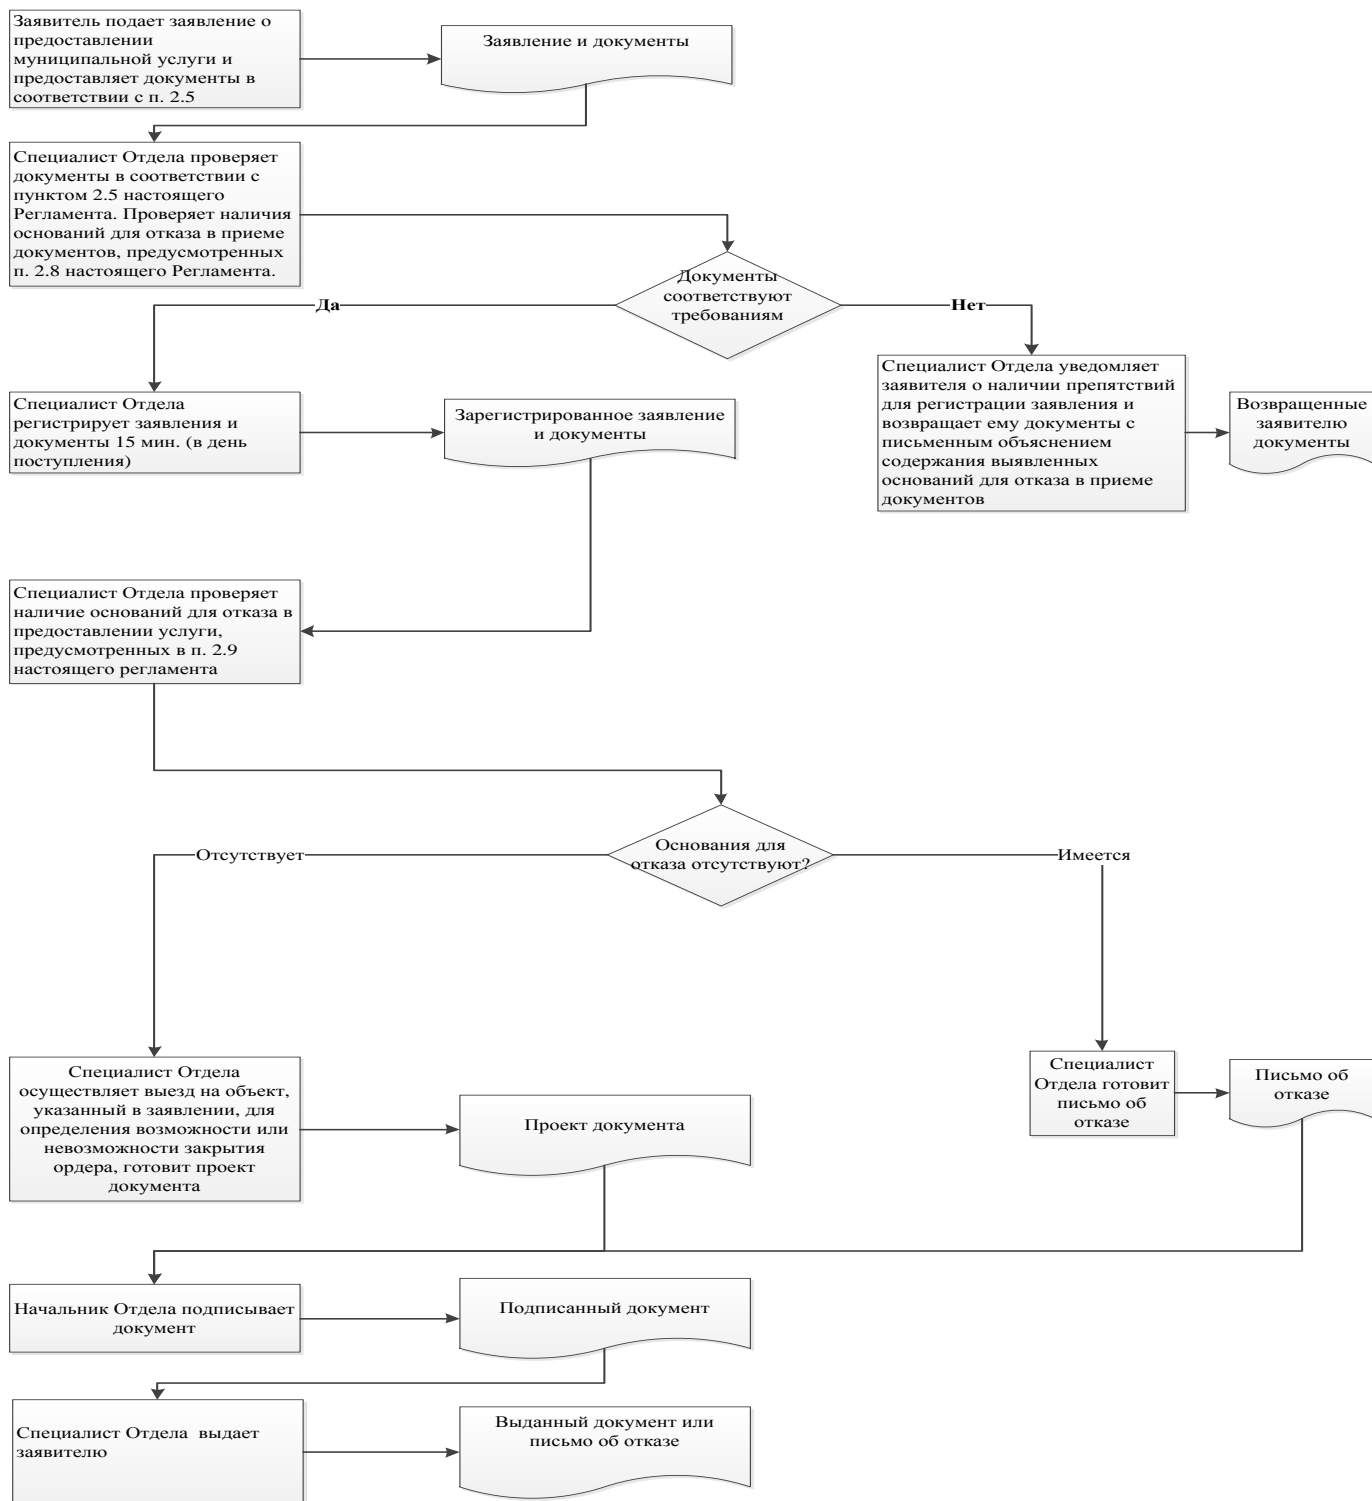 Заявитель подает заявление о
предоставлении
муниципальной услуги и
предоставляет документы в
соответствии с п. 2.5
Заявление и документы
Специалист Отдела проверяет
документы в соответствии с
пунктом 2.5 настоящего
Регламента. Проверяет наличия
оснований для отказа в приеме
документов, предусмотренных
п. 2.8 настоящего Регламента.
Документы
соответствуют
требованиям
Да
Нет
Специалист Отдела
регистрирует заявления и
документы 15 мин. (в день
поступления)
Зарегистрированное заявление
и документы
Специалист Отдела уведомляет
заявителя о наличии препятствий
для регистрации заявления и
возвращает ему документы с
письменным объяснением
содержания выявленных
оснований для отказа в приеме
документов
Возвращенные
заявителю
документы
Специалист Отдела проверяет
наличие оснований для отказа в
предоставлении услуги,
предусмотренных в п. 2.9
настоящего регламента
Основания для
отказа отсутствуют?
Отсутствует
Имеется
Специалист Отдела
осуществляет выезд на объект,
указанный в заявлении, для
определения возможности или
невозможности закрытия
ордера, готовит проект
документа
Проект документа
Специалист
Отдела готовит
письмо об
отказе
Письмо об
отказе
Начальник Отдела подписывает
документ
Подписанный документ
Специалист Отдела  выдает
заявителю
Выданный документ или
письмо об отказе